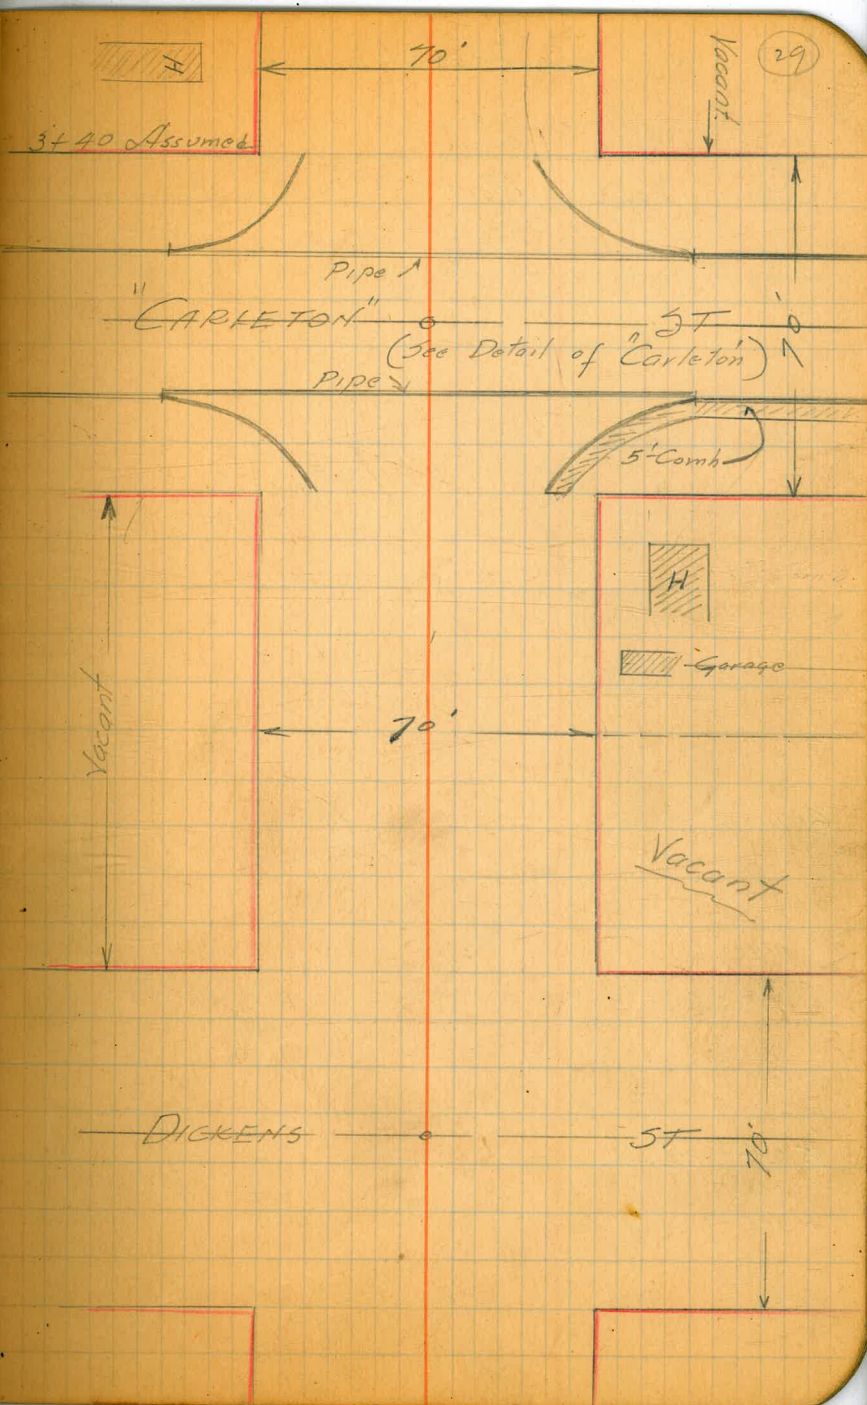 29
H
70'
Vacant
3+40 Assumed
Pipe
"CARLETON" ST
(See Detail of "Carleton")
70'
Pipe
5'-Comb
H
Garage
Vacant
70'
Vacant
DICKENS ST
70'